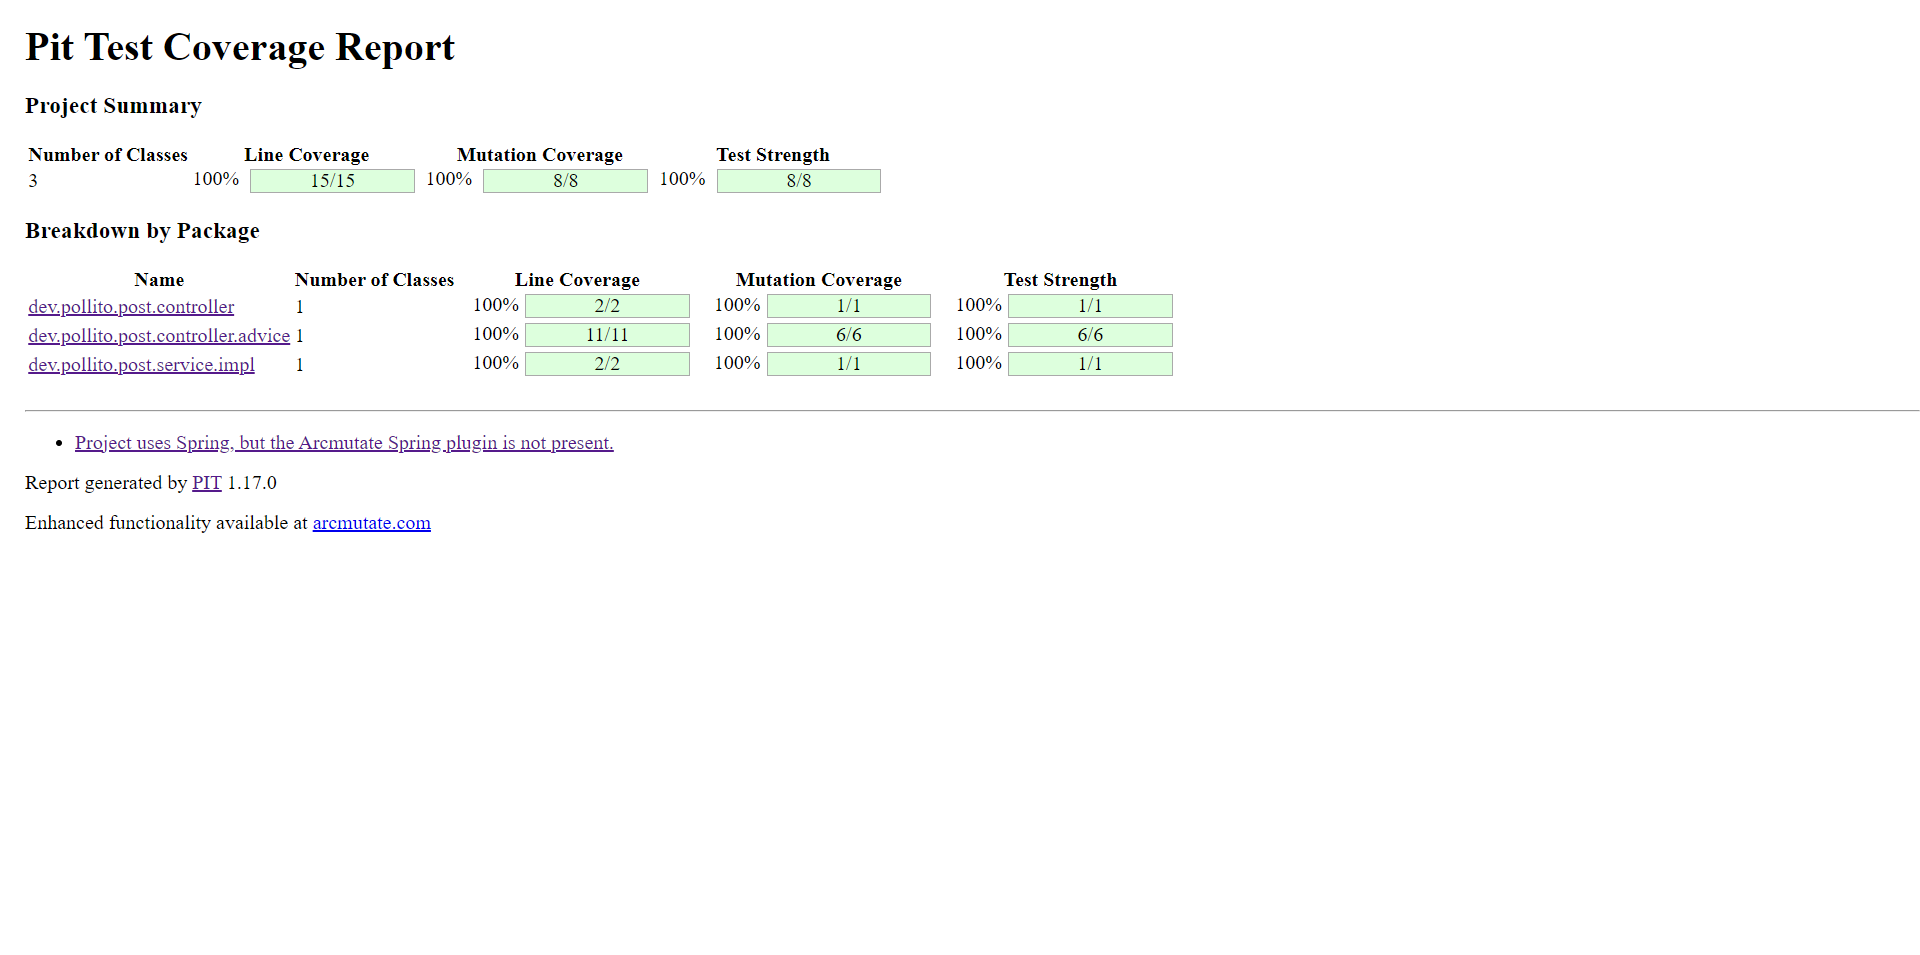 Pit Test Coverage Report
Project Summary
Number of Classes Line Coverage Mutation Coverage Test Strength
3 100% 15/15 100% 8/8 100% 8/8
Breakdown by Package
Name Number of Classes Line Coverage Mutation Coverage Test Strength
dev.pollito.post.controller 1 100% 2/2 100% 1/1 100% 1/1
dev.pollito.post.controller.advice 1 100% 11/11 100% 6/6 100% 6/6
dev.pollito.post.service.impl 1 100% 2/2 100% 1/1 100% 1/1
• Project uses Spring, but the Arcmutate Spring plugin is not present.
Report generated by PIT 1.17.0
Enhanced functionality available at arcmutate.com